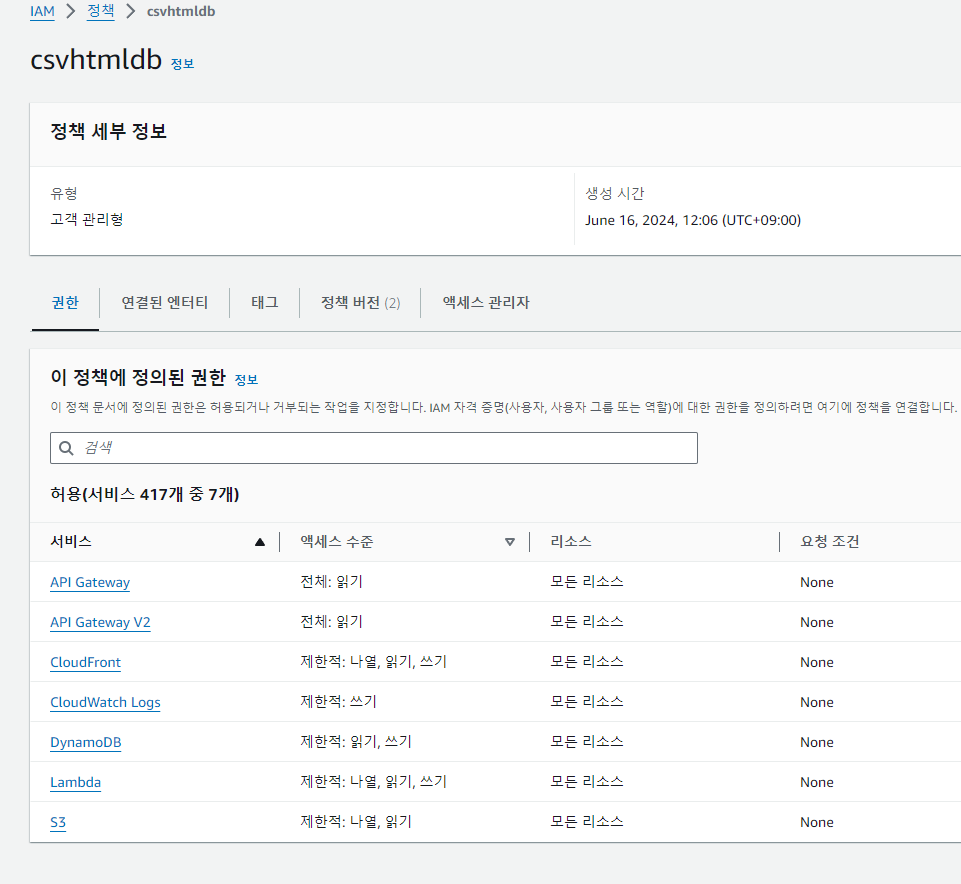 IAM > 정책 > csvhtmldb
csvhtmldb 정보
정책 세부 정보
유형
고객 관리형
생성 시간
June 16, 2024, 12:06 (UTC+09:00)
권한 연결된 엔터티 태그 정책 버전 (2) 액세스 관리자
이 정책에 정의된 권한 정보
이 정책 문서에 정의된 권한은 허용되거나 거부되는 작업을 지정합니다. IAM 자격 증명(사용자, 사용자 그룹 또는 역할)에 대한 권한을 정의하려면 여기에 정책을 연결합니다.
검색
허용(서비스 417개 중 7개)
서비스 액세스 수준 리소스 요청 조건
API Gateway 전체: 읽기 모든 리소스 None
API Gateway V2 전체: 읽기 모든 리소스 None
CloudFront 제한적: 나열, 읽기, 쓰기 모든 리소스 None
CloudWatch Logs 제한적: 쓰기 모든 리소스 None
DynamoDB 제한적: 읽기, 쓰기 모든 리소스 None
Lambda 제한적: 나열, 읽기, 쓰기 모든 리소스 None
S3 제한적: 나열, 읽기 모든 리소스 None